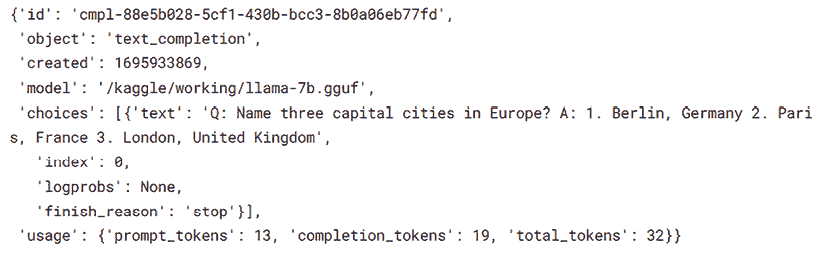 {'id': 'cmpl-88e5b028-5cf1-430b-bcc3-8b0a06eb77fd',
 'object': 'text_completion',
 'created': 1695933869,
 'model': '/kaggle/working/llama-7b.gguf',
 'choices': [{'text': 'Q: Name three capital cities in Europe? A: 1. Berlin, Germany 2. Pari
s, France 3. London, United Kingdom',
   'index': 0,
   'logprobs': None,
   'finish_reason': 'stop'}],
 'usage': {'prompt_tokens': 13, 'completion_tokens': 19, 'total_tokens': 32}}